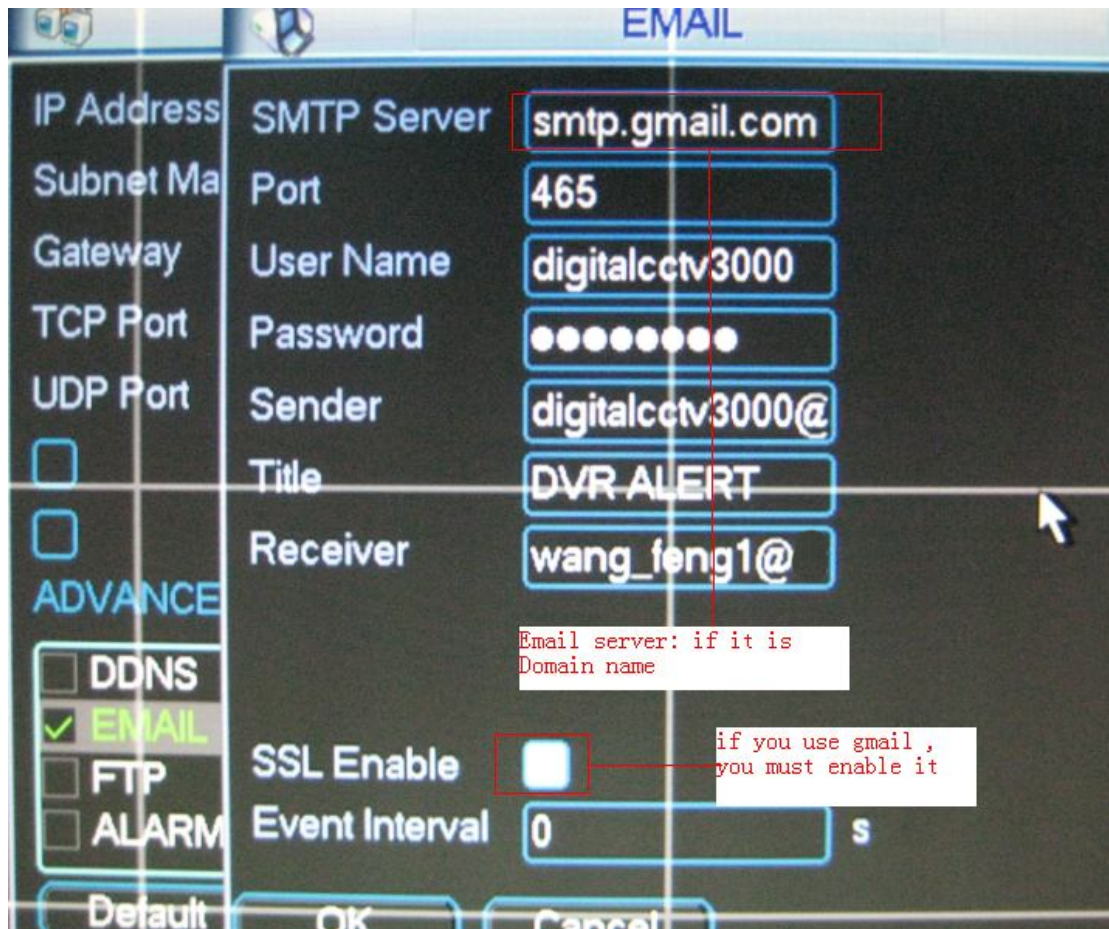 EMAIL
IP Address
Subnet Ma
Gateway
TCP Port
UDP Port
ADVANCE
DDNS
EMAIL
FTP
ALARM
Default
SMTP Server smtp.gmail.com
Port 465
User Name digitalcctv3000
Password ●●●●●●●●
Sender digitalcctv3000@
Title DVR ALERT
Receiver wang_feng1@
Email server: if it is
Domain name
SSL Enable
if you use gmail ,
you must enable it
Event Interval 0 s
OK Cancel